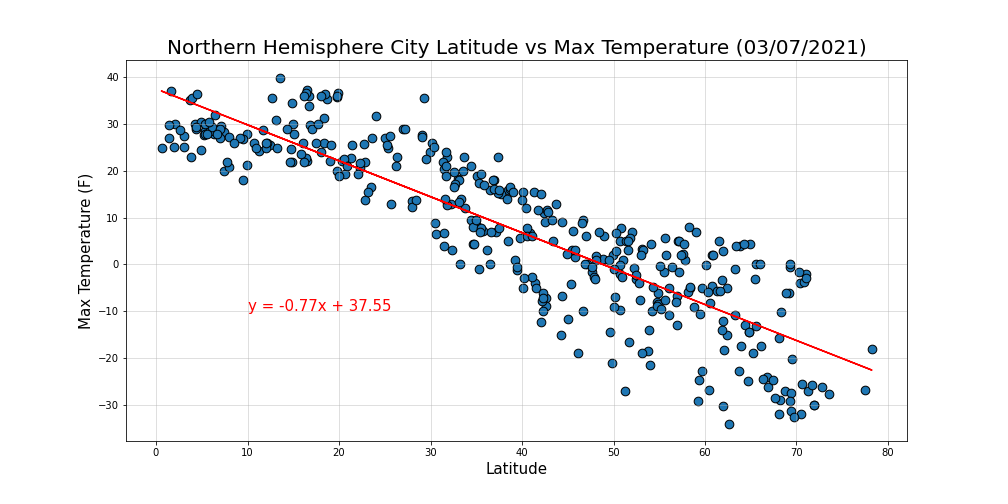 Northern Hemisphere City Latitude vs Max Temperature (03/07/2021)
Max Temperature (F)
40
30
20
10
0
−10
−20
−30
y = -0.77x + 37.55
0 10 20 30 40 50 60 70 80
Latitude